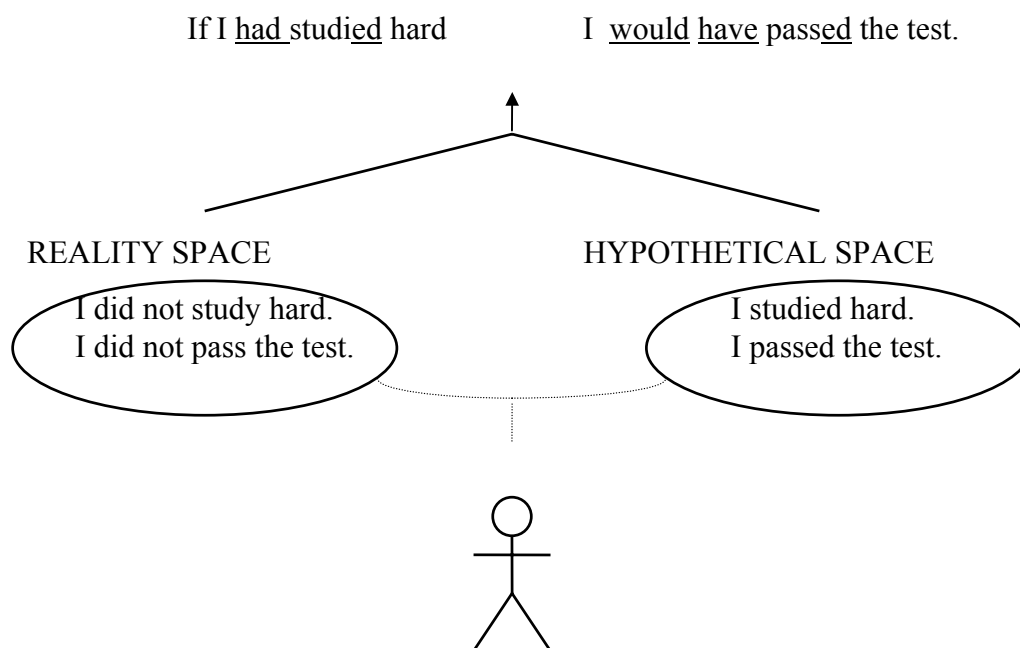 If I had studied hard I would have passed the test.
REALITY SPACE HYPOTHETICAL SPACE
I did not study hard. I studied hard.
I did not pass the test. I passed the test.